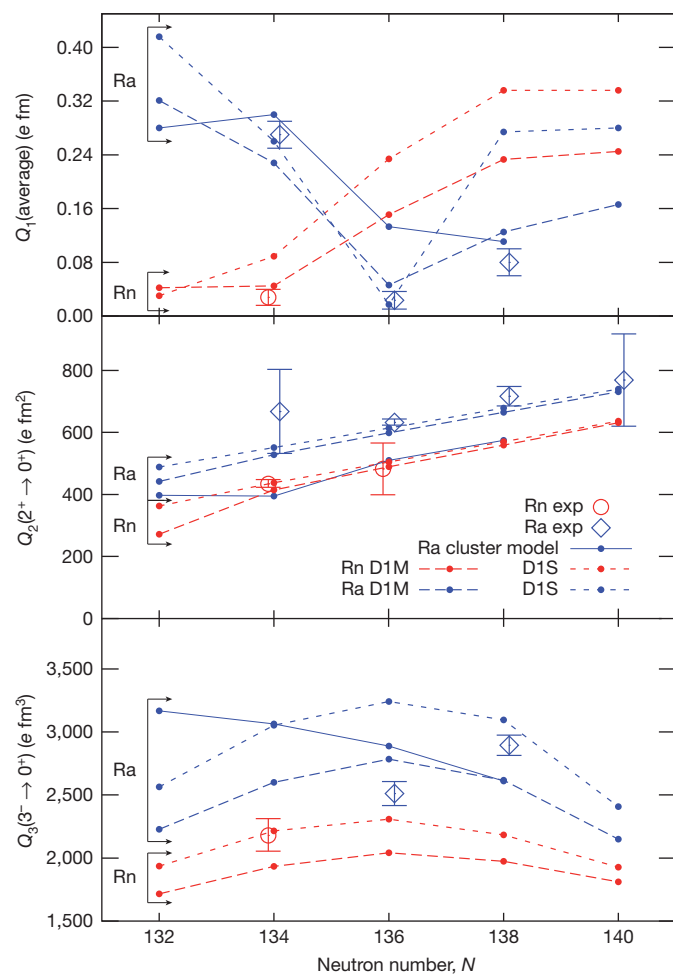 0.40
0.32
0.24
0.16
0.08
0.00
Q₁(average) (e fm)
Ra
Rn
800
600
400
200
0
Q₂(2⁺ → 0⁺) (e fm²)
Ra
Rn
Rn exp
Ra exp
Ra cluster model
Rn D1M
D1S
Ra D1M
D1S
3,500
3,000
2,500
2,000
1,500
Q₃(3⁻ → 0⁺) (e fm³)
Ra
Rn
132
134
136
138
140
Neutron number, N